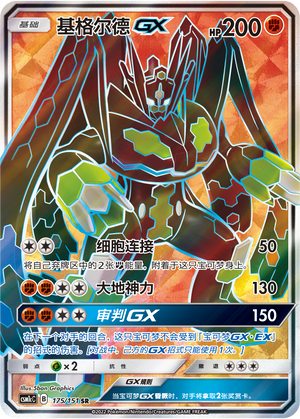 基础 基格尔德GX HP200
细胞连接 50
将自己弃牌区中的2张能量,附着于这只宝可梦身上。
大地神力 130
审判GX 150
在下一个对手的回合,这只宝可梦不会受到「宝可梦GX・EX」
的招式的伤害。[对战中,己方的GX招式只能使用1次。]
弱点 ×2 抵抗力 撤退
Illus. 5ban Graphics
GX规则
当宝可梦GX昏厥时,对手将拿取2张奖赏卡。
CSM1cC B 175/151 SR
©2022 Pokémon/Nintendo/Creatures/GAME FREAK